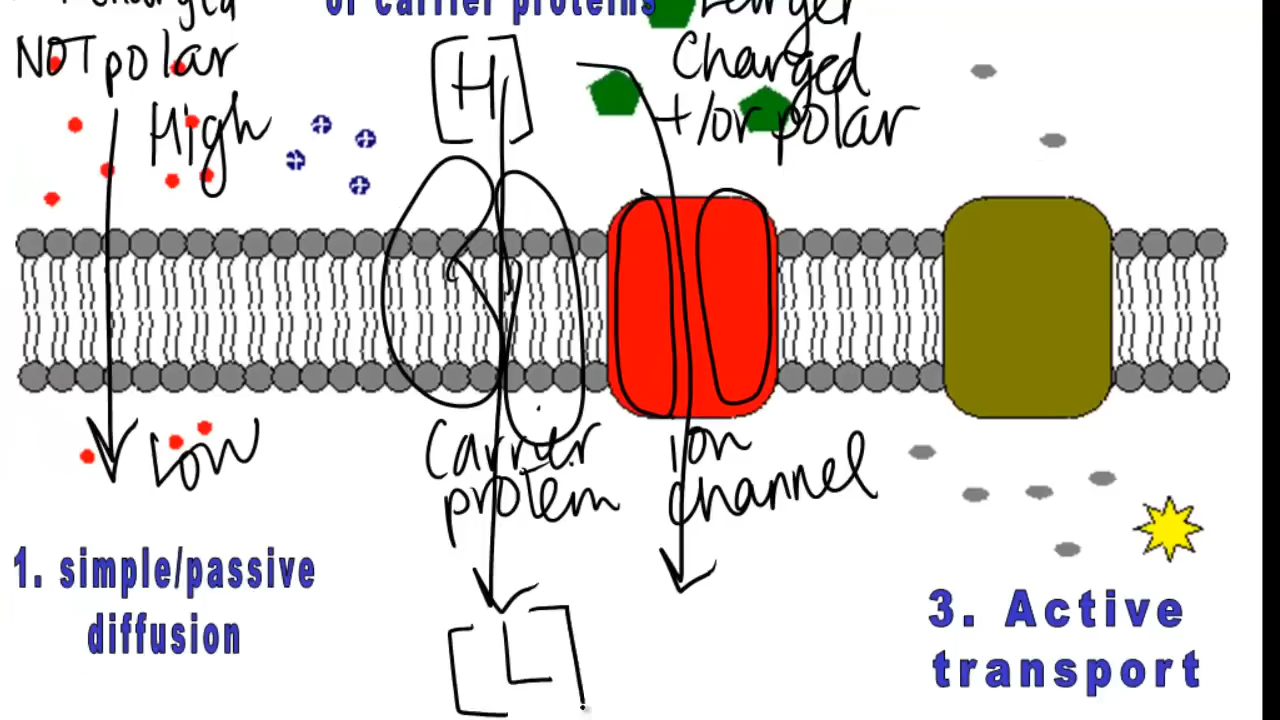 charged
NOT polar
High
Low
1. simple/passive
diffusion
or carrier proteins
[H]
Carrier
protein
[L]
Larger
Charged
+/or polar
ion
channel
3. Active
transport